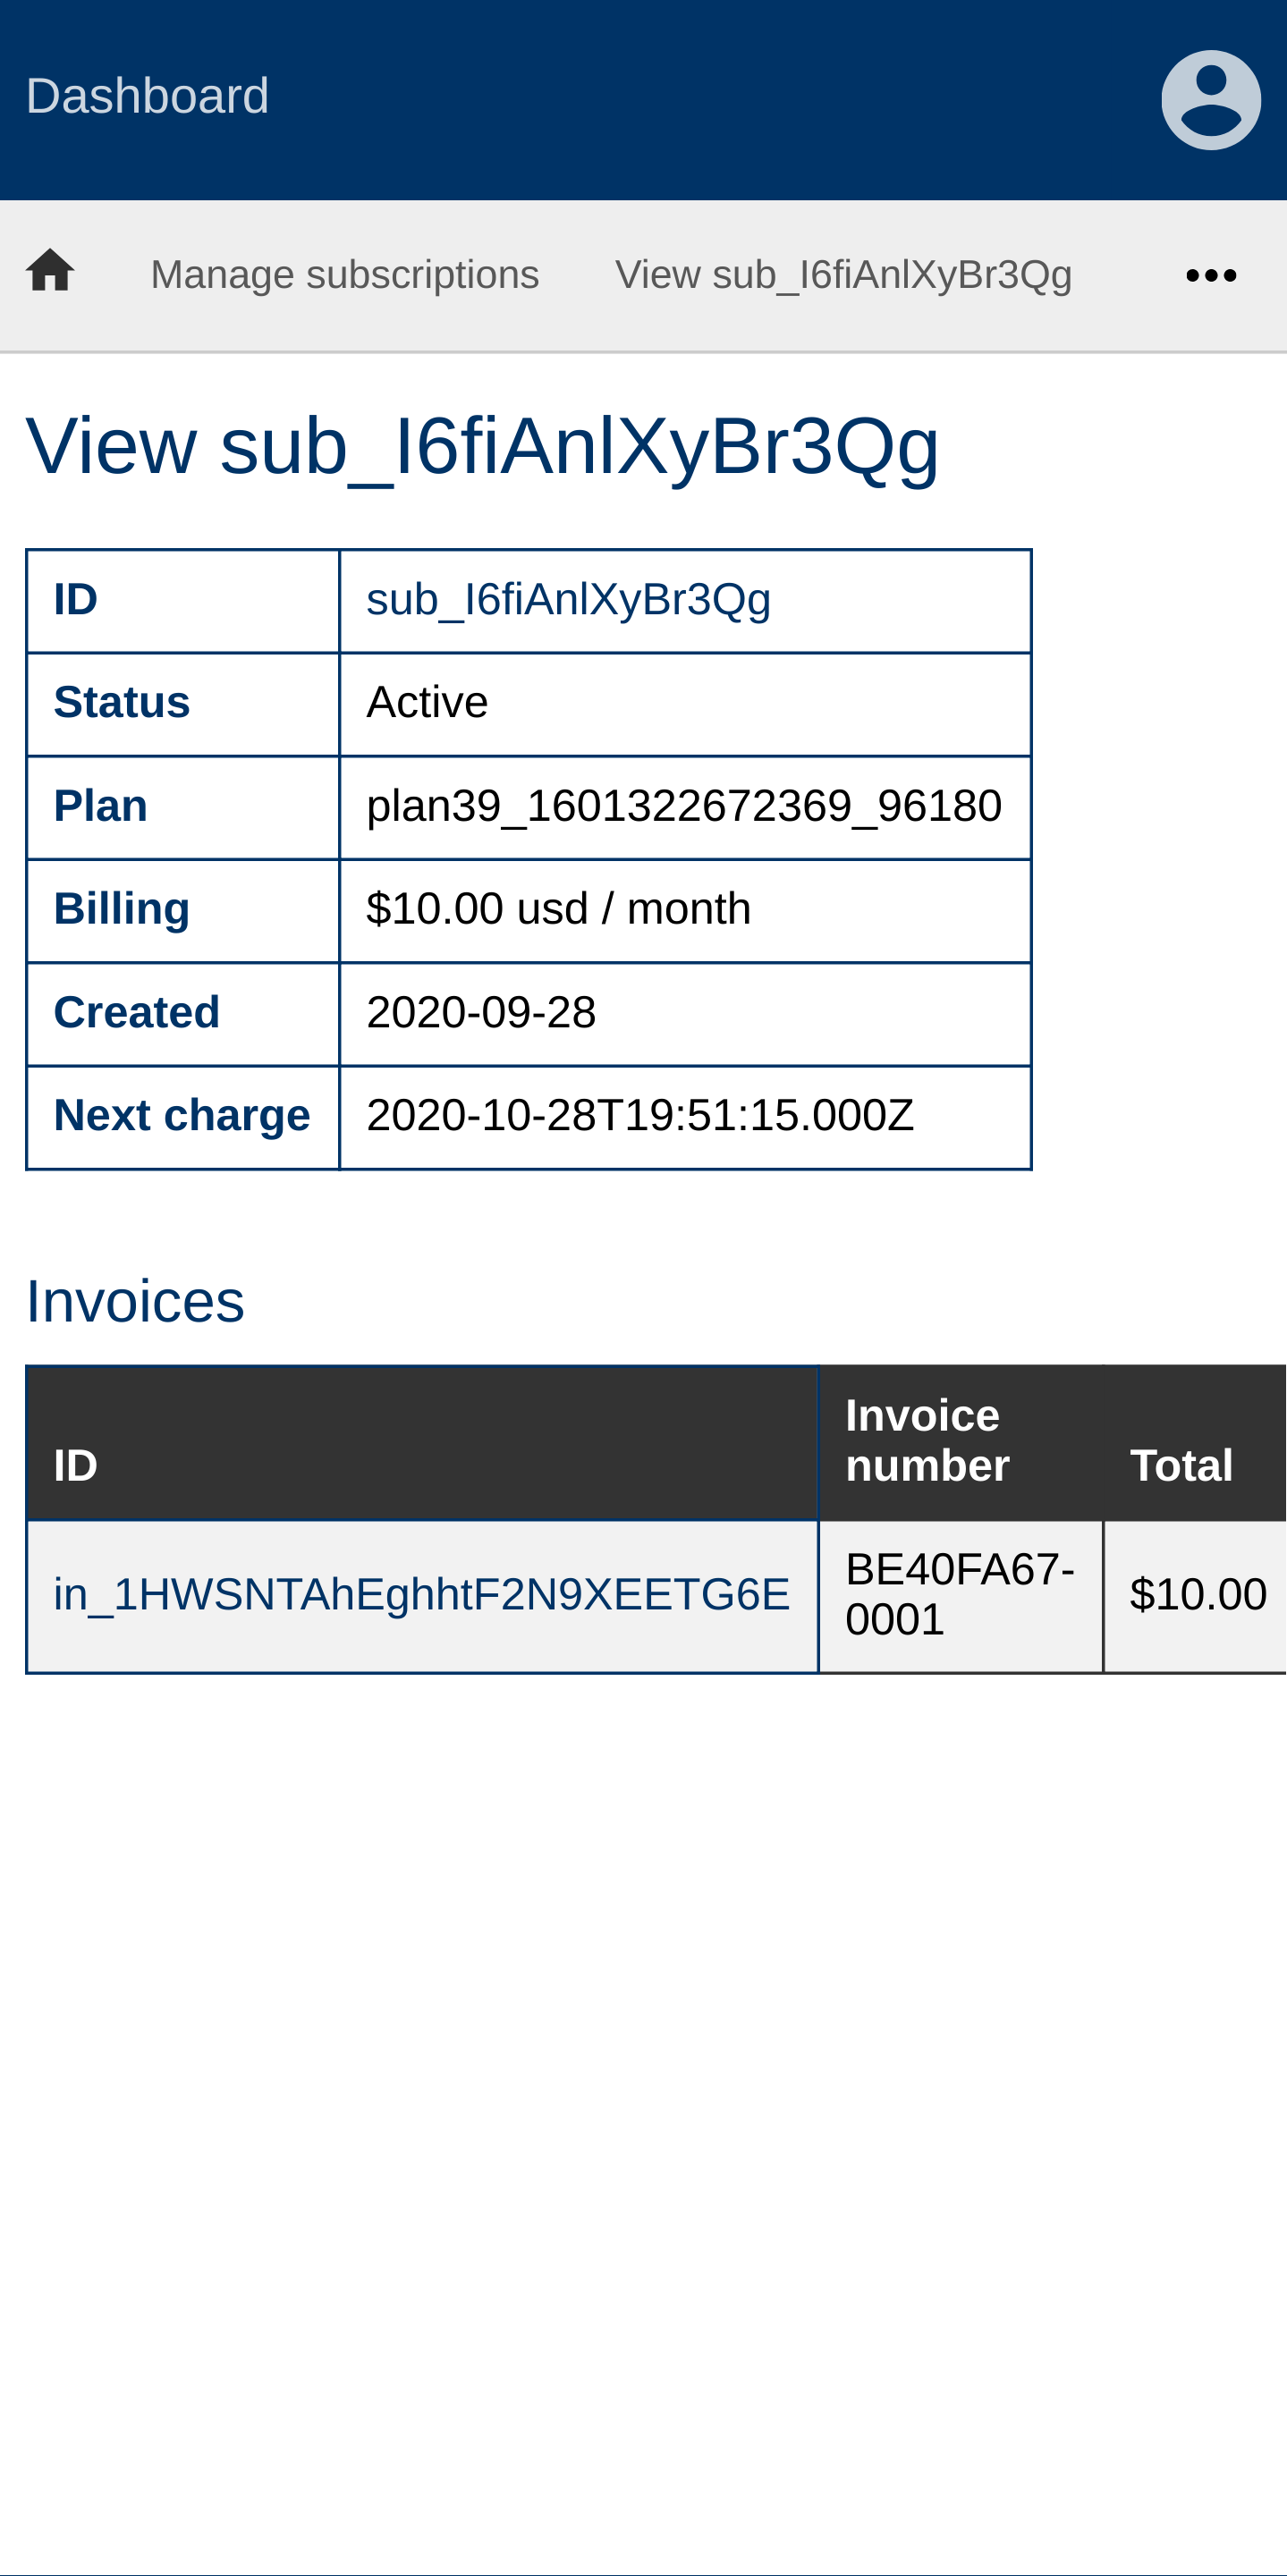 Dashboard
Manage subscriptions View sub_I6fiAnlXyBr3Qg
View sub_I6fiAnlXyBr3Qg
ID sub_I6fiAnlXyBr3Qg
Status Active
Plan plan39_1601322672369_96180
Billing $10.00 usd / month
Created 2020-09-28
Next charge 2020-10-28T19:51:15.000Z
Invoices
ID Invoice number Total
in_1HWSNTAhEghhtF2N9XEETG6E BE40FA67-0001 $10.00